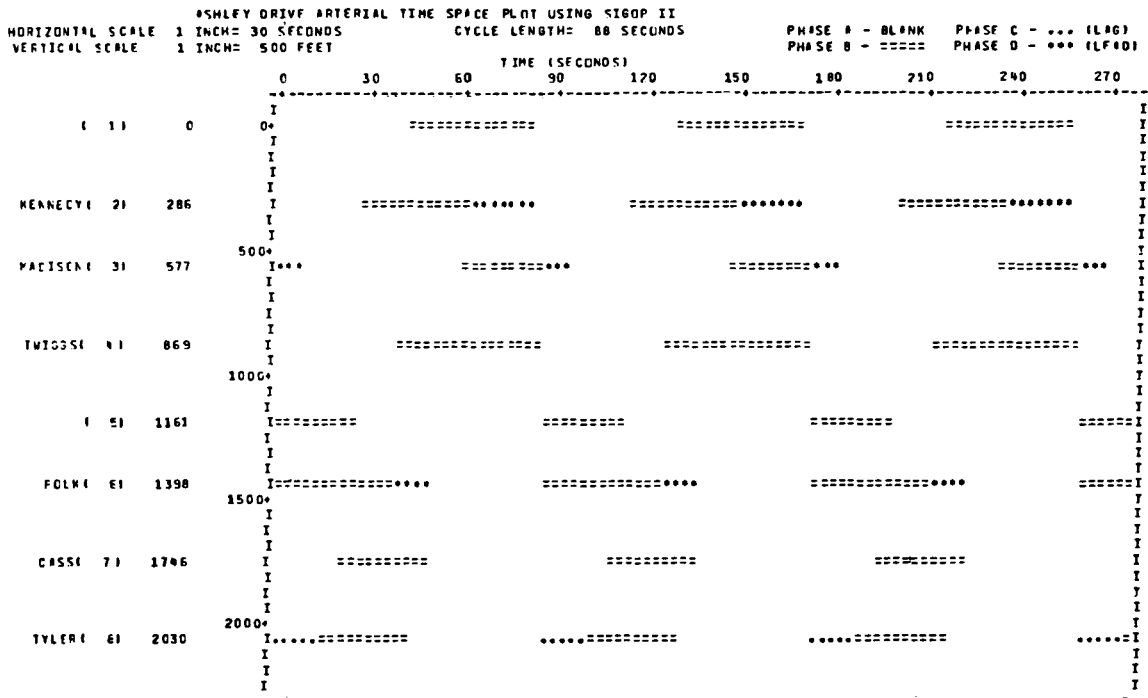 ASHLEY DRIVE ARTERIAL TIME SPACE PLOT USING SIGOP II
HORIZONTAL SCALE 1 INCH= 30 SECONDS CYCLE LENGTH= 88 SECONDS PHASE A - BLANK PHASE C - ... (LAG)
VERTICAL SCALE 1 INCH= 500 FEET PHASE B - ===== PHASE D - *** (LEAD)
TIME (SECONDS)
0 30 60 90 120 150 180 210 240 270
( 1) 0 0+
KENNECY( 2) 286
500+
MADISON( 3) 577
TWIGGS( 4) 869
1000+
( 5) 1161
FOLK( 6) 1398
1500+
CASS( 7) 1746
2000+
TYLER( 8) 2030